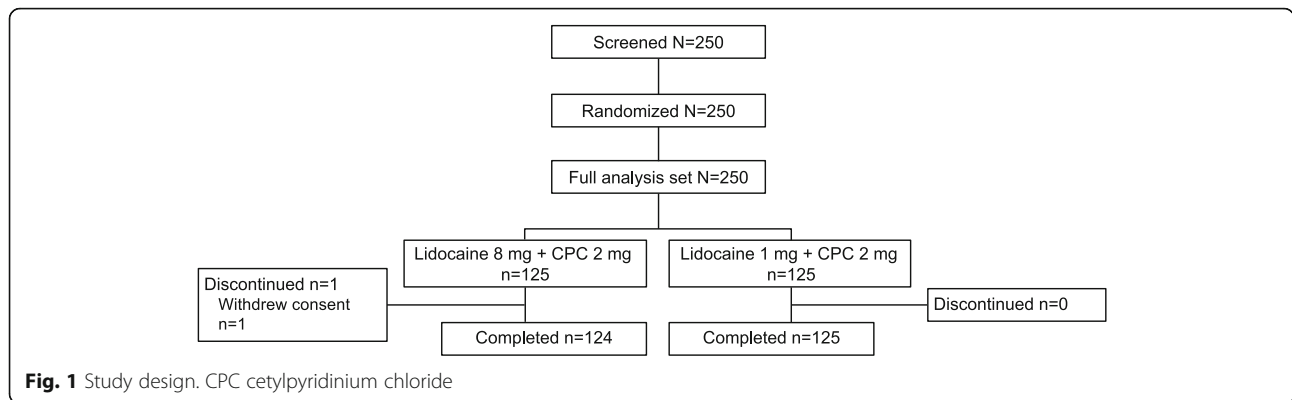 Screened N=250
Randomized N=250
Full analysis set N=250
Lidocaine 8 mg + CPC 2 mg
n=125
Lidocaine 1 mg + CPC 2 mg
n=125
Discontinued n=1
Withdrew consent
n=1
Discontinued n=0
Completed n=124
Completed n=125
Fig. 1 Study design. CPC cetylpyridinium chloride